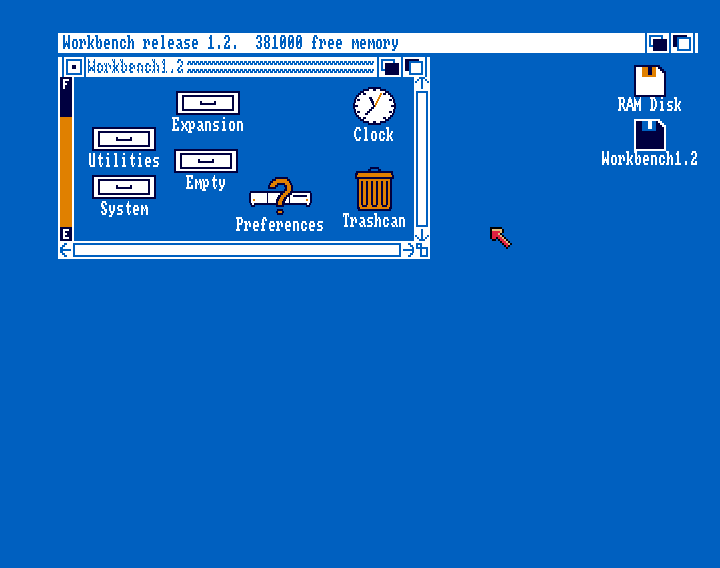 Workbench release 1.2.  381000 free memory
Workbench1.2
F
Expansion
Clock
RAM Disk
Utilities
Workbench1.2
Empty
System
Preferences
Trashcan
E